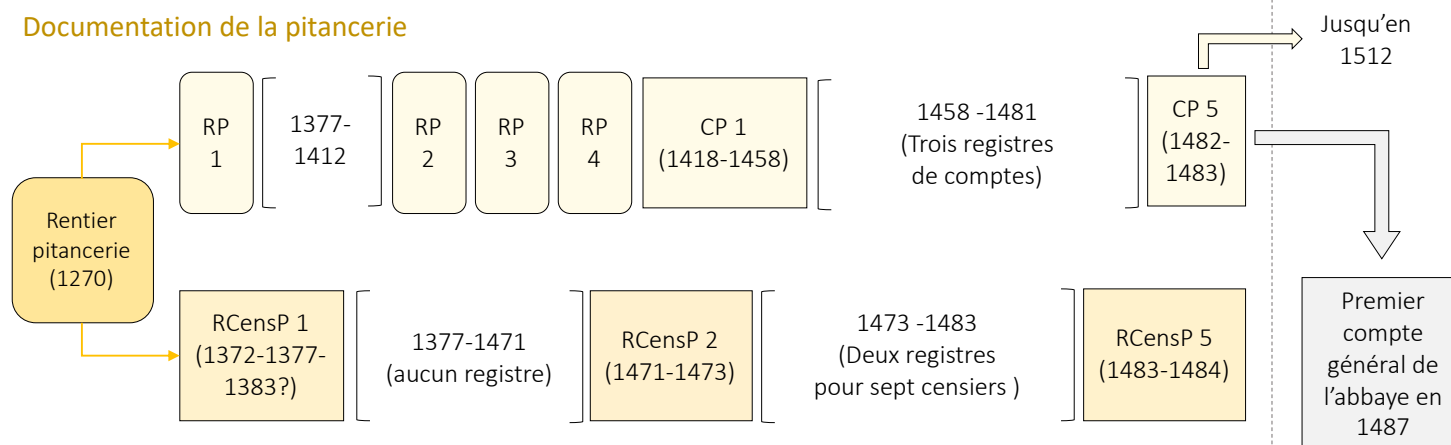 Documentation de la pitancerie
Jusqu'en
1512
RP
1
1377-
1412
RP
2
RP
3
RP
4
CP 1
(1418-1458)
1458 -1481
(Trois registres
de comptes)
CP 5
(1482-
1483)
Rentier
pitancerie
(1270)
RCensP 1
(1372-1377-
1383?)
1377-1471
(aucun registre)
RCensP 2
(1471-1473)
1473 -1483
(Deux registres
pour sept censiers )
RCensP 5
(1483-1484)
Premier
compte
général de
l'abbaye en
1487